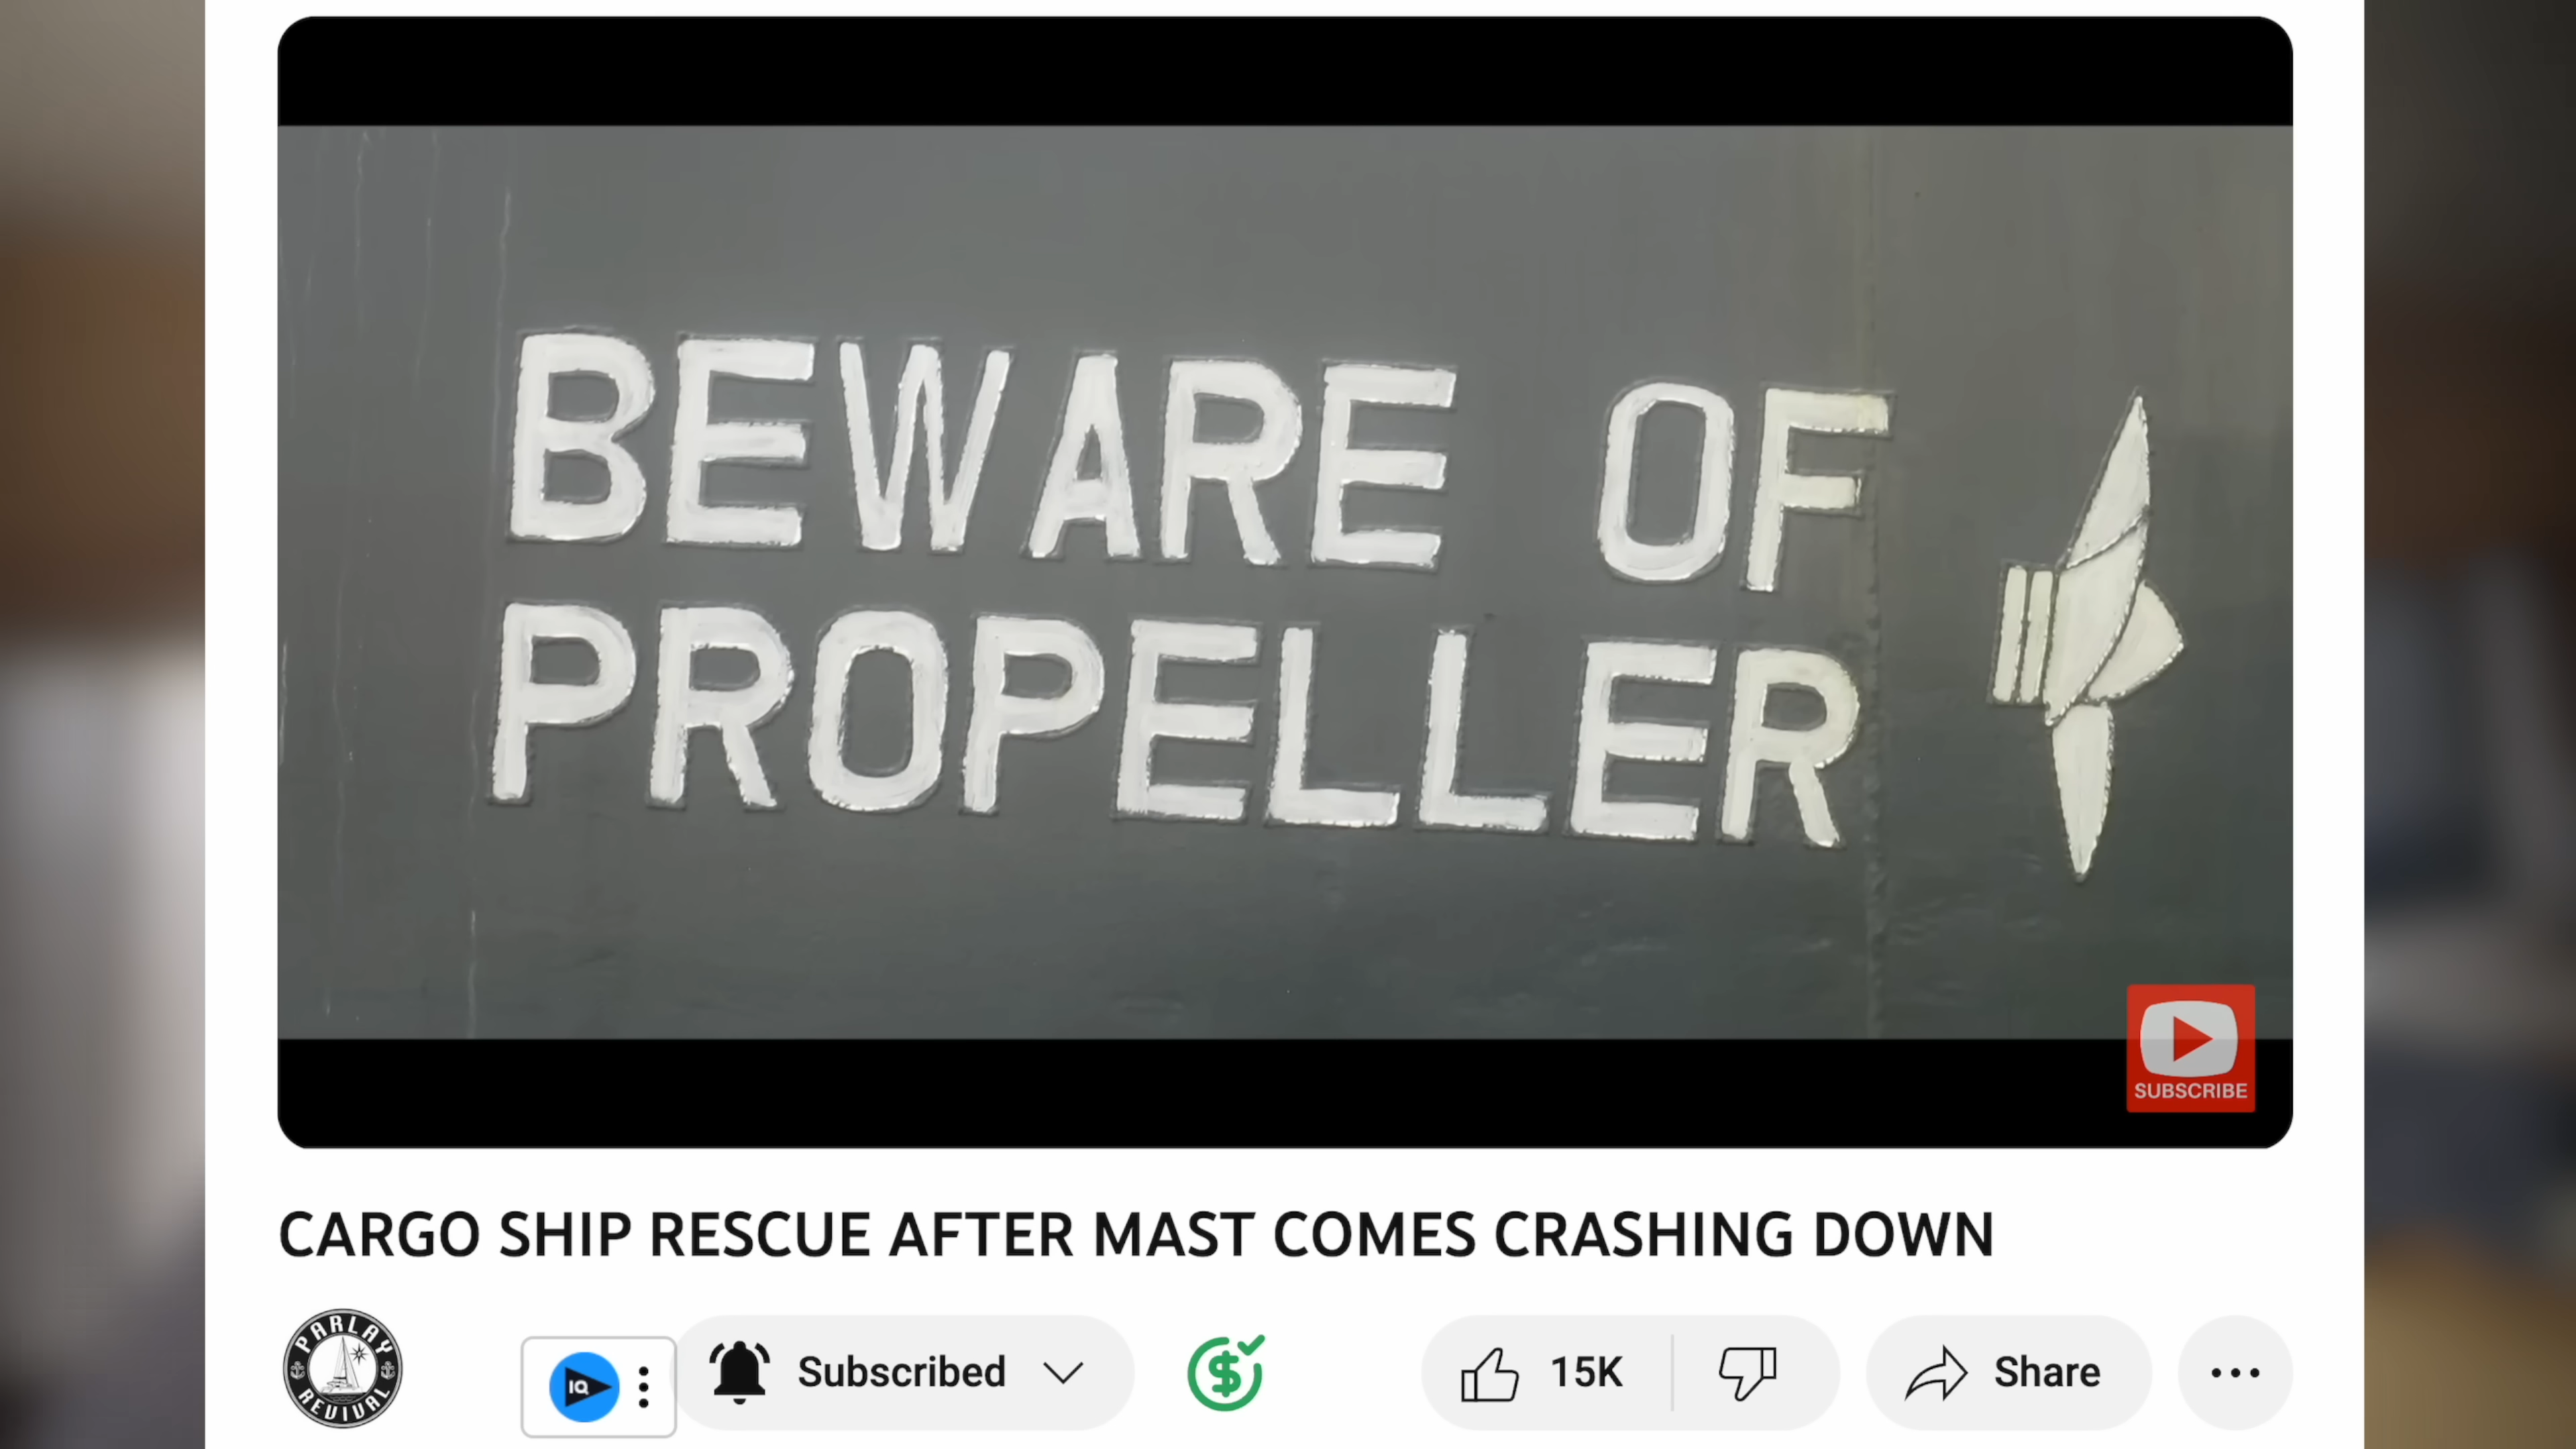 BEWARE OF
PROPELLER
SUBSCRIBE
CARGO SHIP RESCUE AFTER MAST COMES CRASHING DOWN
PARLAY
REVIVAL
IQ
Subscribed
$
15K
Share